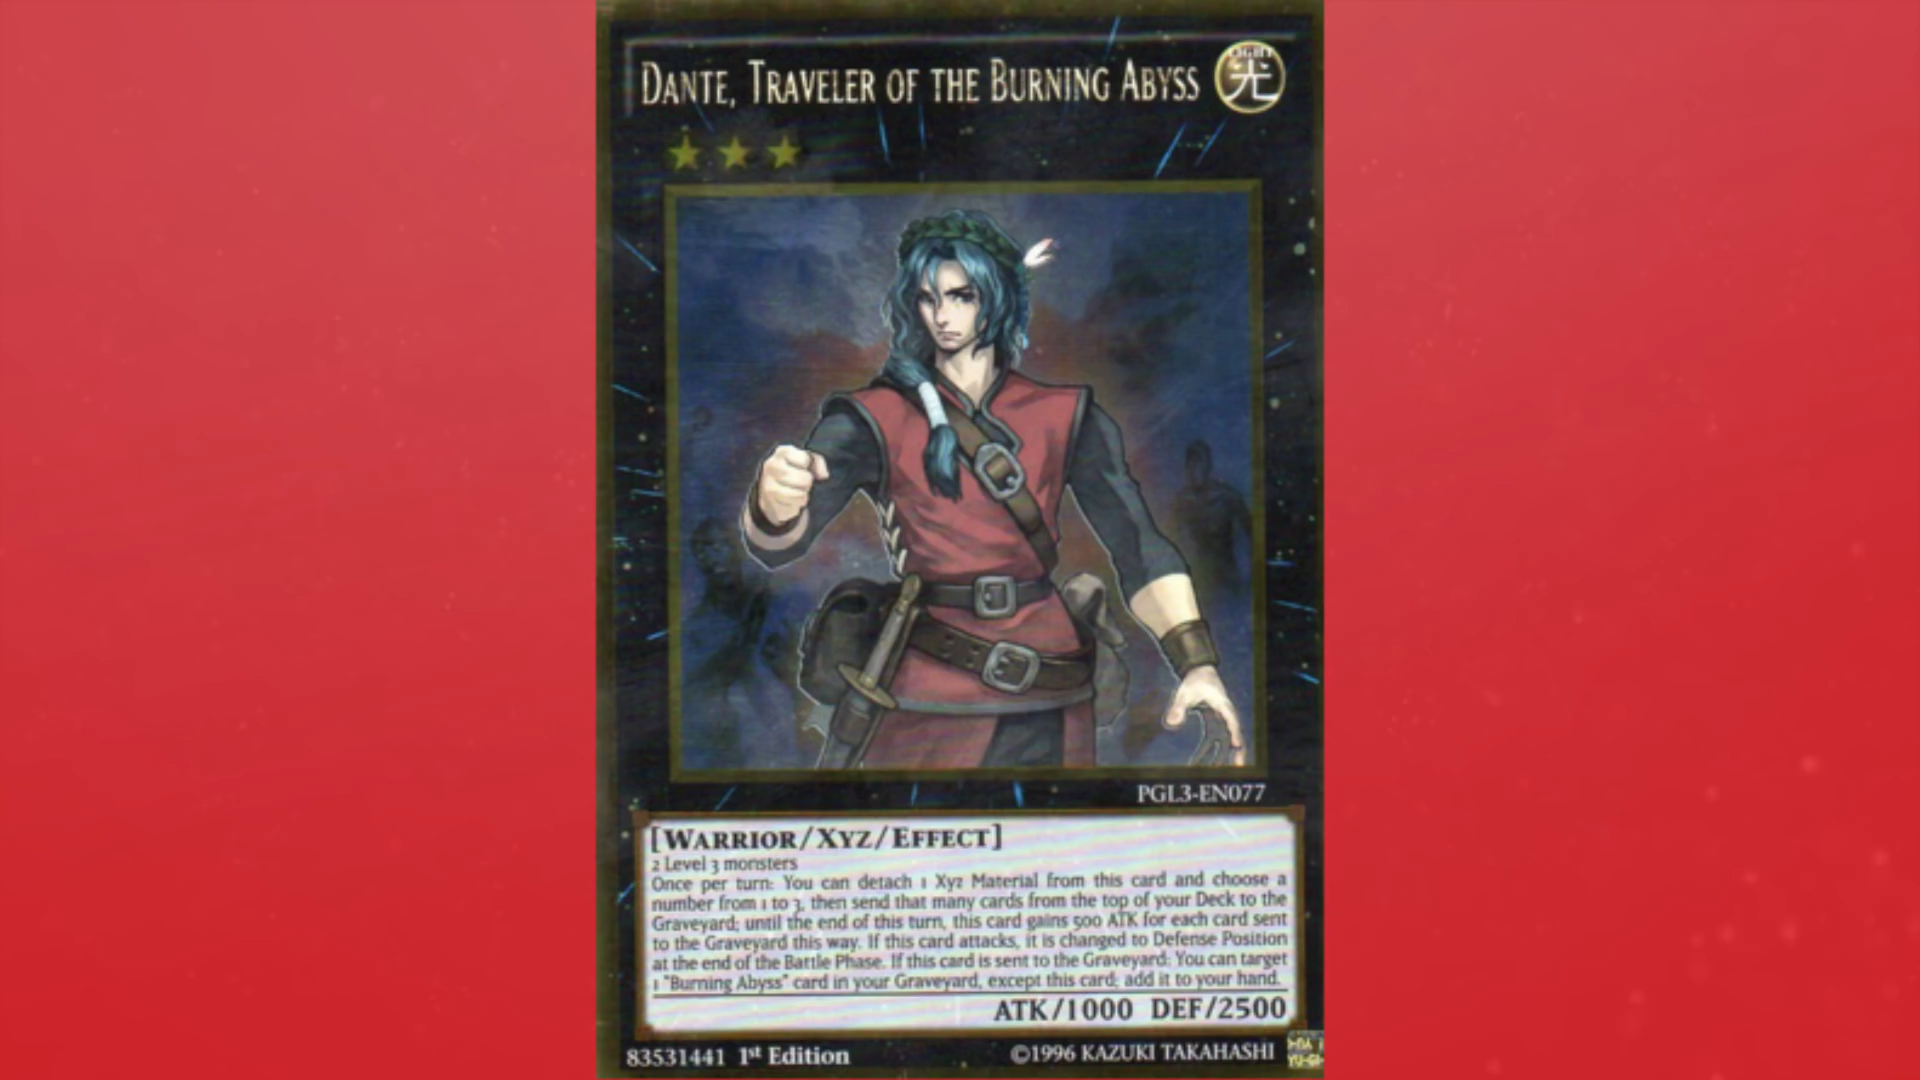 DANTE, TRAVELER OF THE BURNING ABYSS
LIGHT
光
PGL3-EN077
[WARRIOR/XYZ/EFFECT]
2 Level 3 monsters
Once per turn: You can detach 1 Xyz Material from this card and choose a
number from 1 to 3, then send that many cards from the top of your Deck to the
Graveyard; until the end of this turn, this card gains 500 ATK for each card sent
to the Graveyard this way. If this card attacks, it is changed to Defense Position
at the end of the Battle Phase. If this card is sent to the Graveyard: You can target
1 "Burning Abyss" card in your Graveyard, except this card; add it to your hand.
ATK/1000 DEF/2500
83531441 1st Edition
©1996 KAZUKI TAKAHASHI